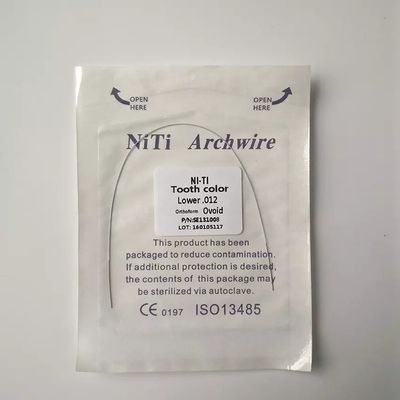 OPEN HERE
OPEN HERE
NiTi Archwire
NI-TI
Tooth color
Lower .012
Orthoform Ovoid
P/N:SE131008
LOT: 160105117
This product has been
packaged to reduce contamination.
If additional protection is desired,
the contents of this package may
be sterilized via autoclave.
CE 0197 ISO13485